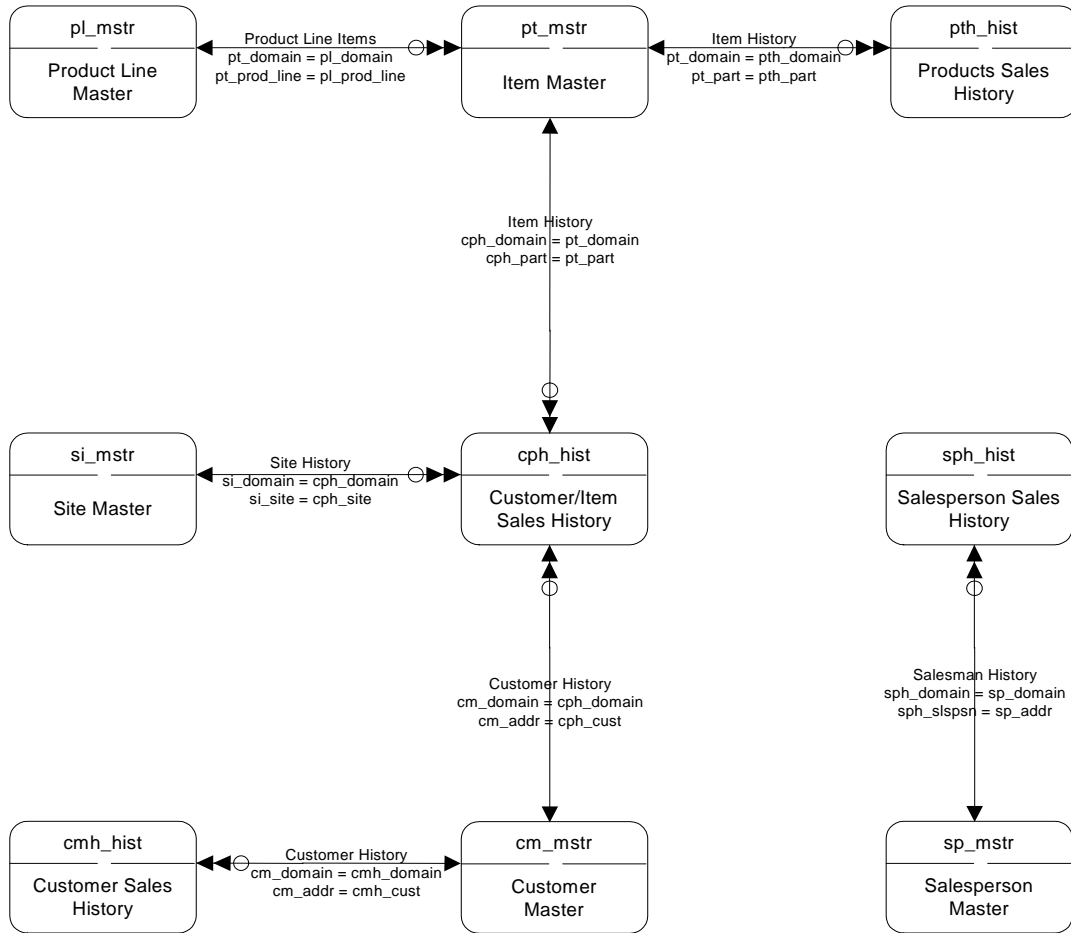 pl_mstr
Product Line
Master
Product Line Items
pt_domain = pl_domain
pt_prod_line = pl_prod_line
pt_mstr
Item Master
Item History
pt_domain = pth_domain
pt_part = pth_part
pth_hist
Products Sales
History
Item History
cph_domain = pt_domain
cph_part = pt_part
si_mstr
Site Master
Site History
si_domain = cph_domain
si_site = cph_site
cph_hist
Customer/Item
Sales History
sph_hist
Salesperson Sales
History
Customer History
cm_domain = cph_domain
cm_addr = cph_cust
Salesman History
sph_domain = sp_domain
sph_slspsn = sp_addr
cmh_hist
Customer Sales
History
Customer History
cm_domain = cmh_domain
cm_addr = cmh_cust
cm_mstr
Customer
Master
sp_mstr
Salesperson
Master